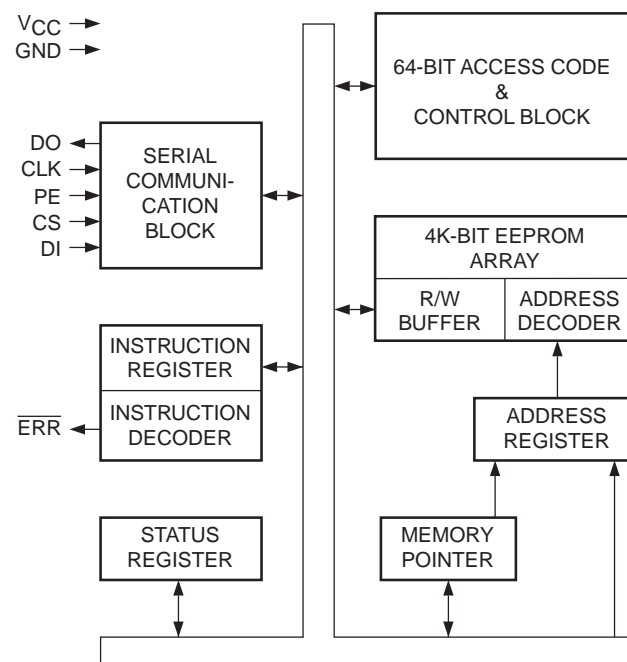 VCC
GND
64-BIT ACCESS CODE
&
CONTROL BLOCK
DO
CLK
PE
CS
DI
SERIAL
COMMUNI-
CATION
BLOCK
4K-BIT EEPROM
ARRAY
R/W
BUFFER
ADDRESS
DECODER
INSTRUCTION
REGISTER
INSTRUCTION
DECODER
ERR
ADDRESS
REGISTER
STATUS
REGISTER
MEMORY
POINTER